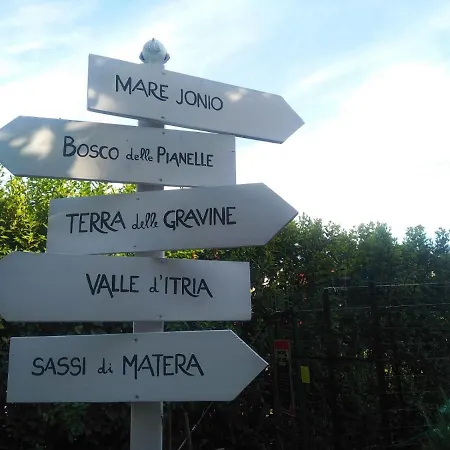 MARE JONIO
BOSCO delle PIANELLE
TERRA delle GRAVINE
VALLE d'ITRIA
SASSI di MATERA